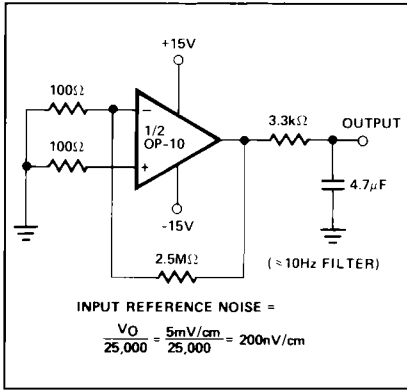 +15V
100Ω
−
3.3kΩ
OUTPUT
1/2
OP-10
100Ω
+
4.7μF
-15V
2.5MΩ
(≈10Hz FILTER)
INPUT REFERENCE NOISE =
VO
25,000
= 5mV/cm
25,000
= 200nV/cm